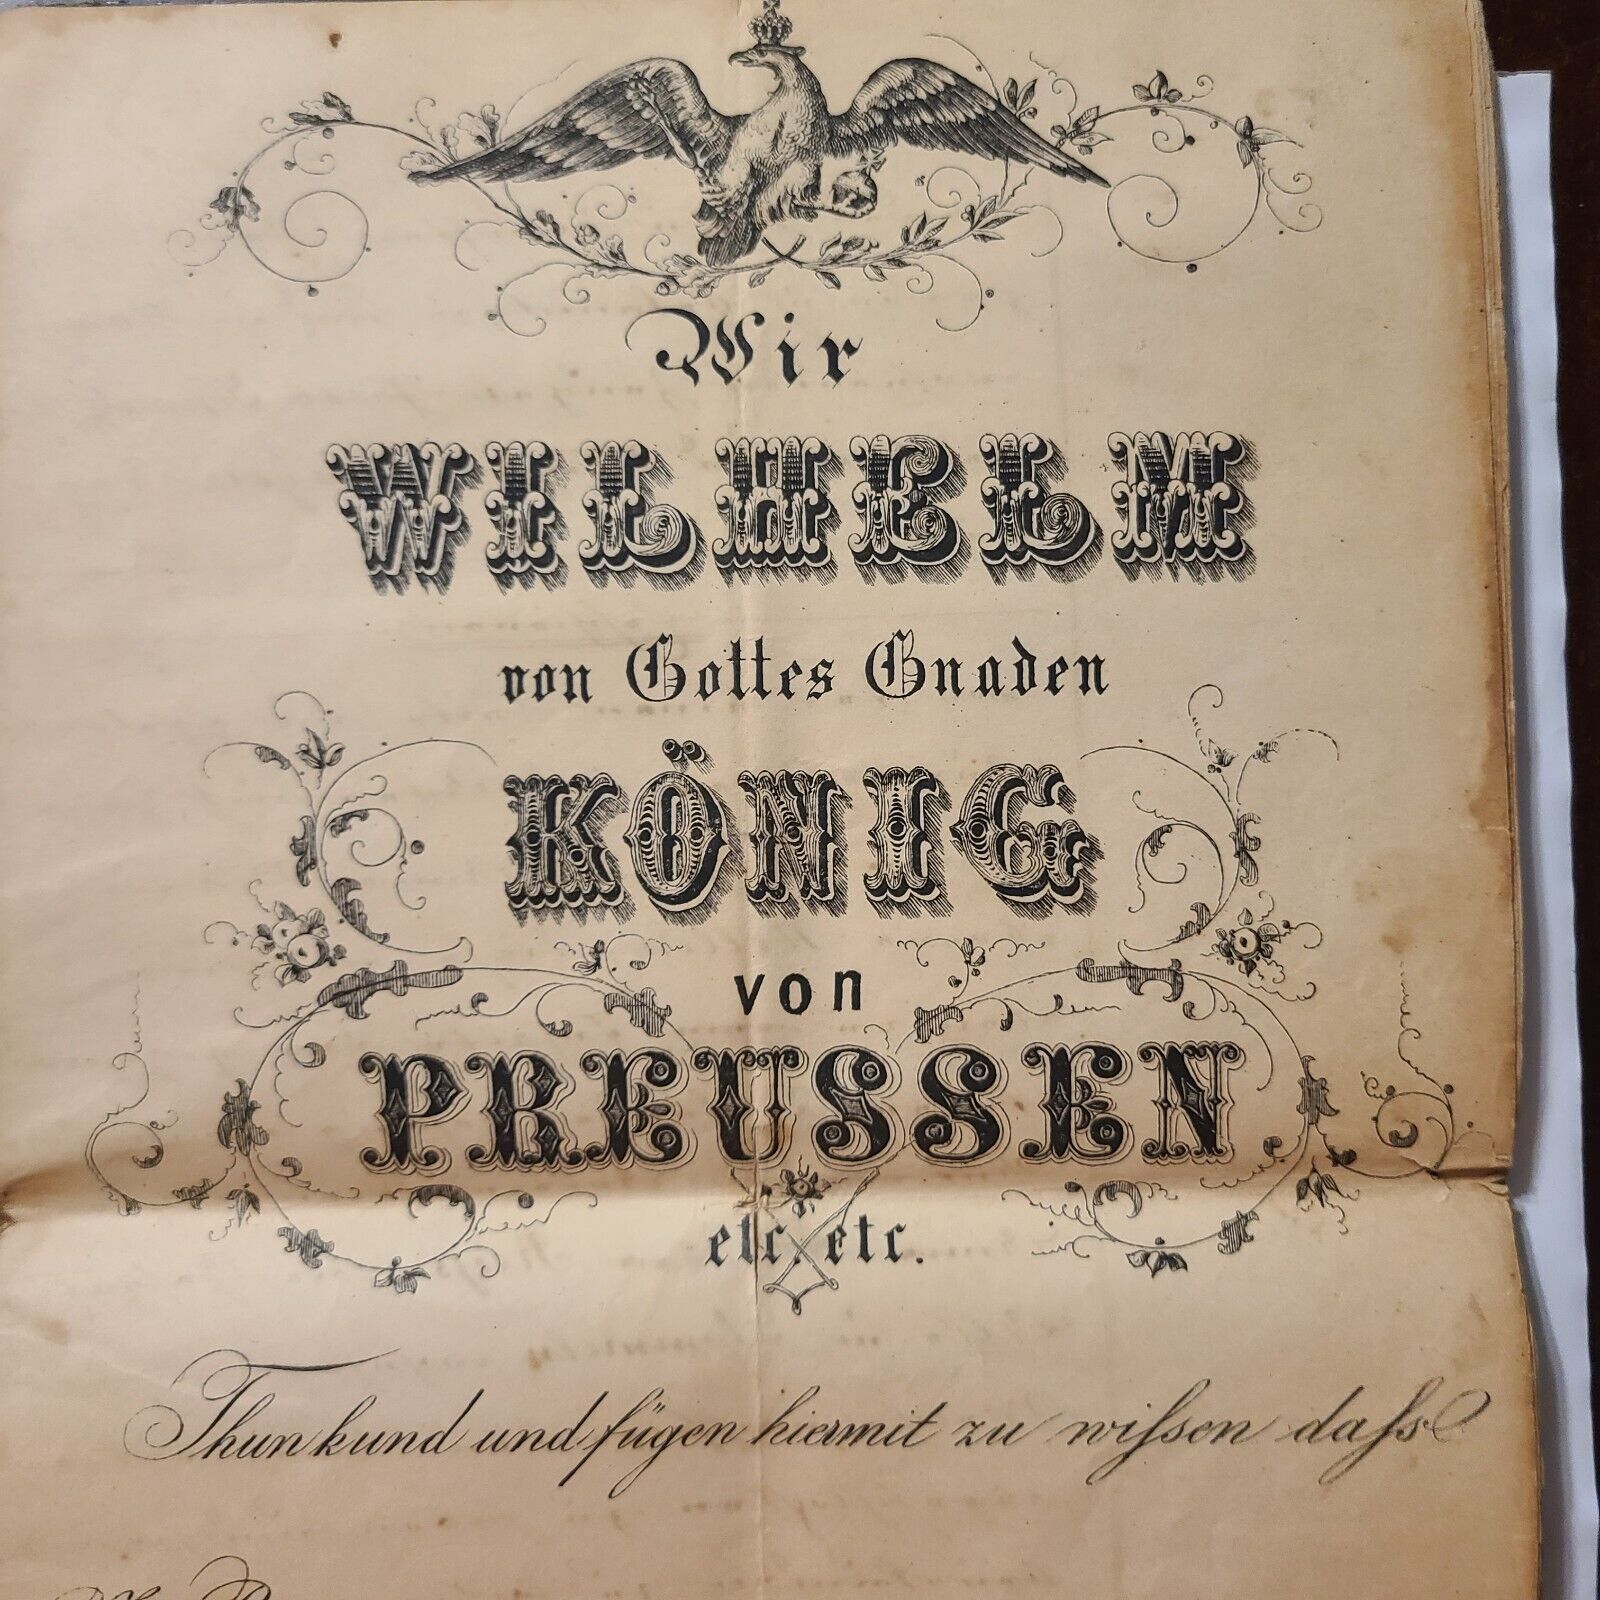 Wir
WILHELM
von Gottes Gnaden
KÖNIG
von
PREUSSEN
etc. etc.
Thun kund und fügen hiermit zu wiſsen daſs